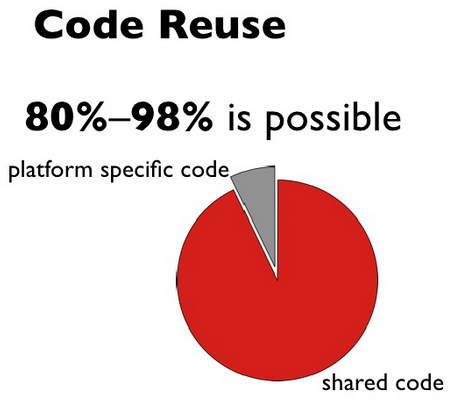 Code Reuse
80%–98% is possible
platform specific code
shared code